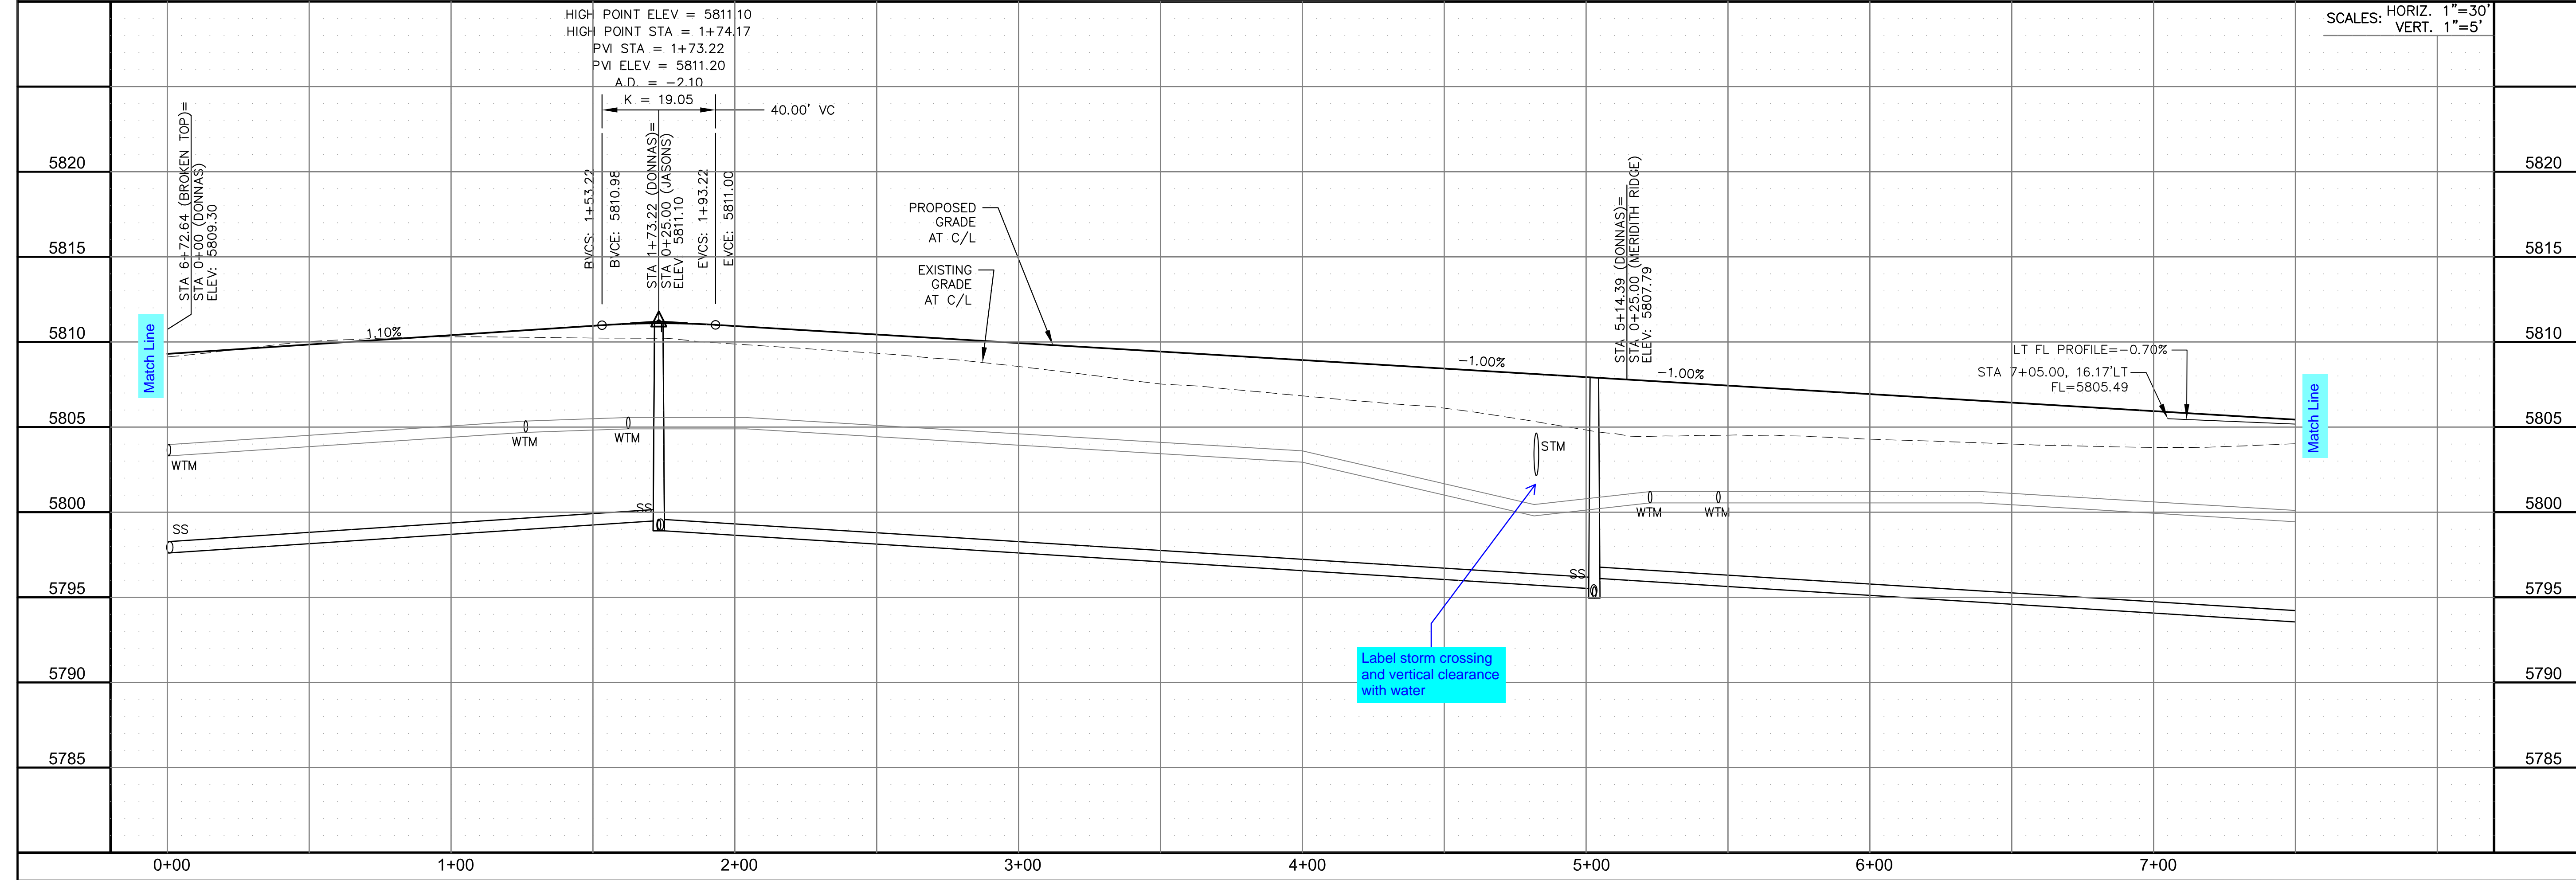 HIGH POINT ELEV = 5811.10
HIGH POINT STA = 1+74.17
PVI STA = 1+73.22
PVI ELEV = 5811.20
A.D. = -2.10
K = 19.05
40.00' VC
SCALES: HORIZ. 1"=30'
VERT. 1"=5'
STA 6+72.64 (BROKEN TOP)=
STA 0+00 (DONNAS)
ELEV: 5809.30
BVCS: 1+53.22
BVCE: 5810.98
STA 1+73.22 (DONNAS)=
STA 0+25.00 (JASONS)
ELEV: 5811.10
EVCS: 1+93.22
EVCE: 5811.00
PROPOSED
GRADE
AT C/L
EXISTING
GRADE
AT C/L
STA 5+14.39 (DONNAS)=
STA 0+25.00 (MERIDITH RIDGE)
ELEV: 5807.79
5820
5820
5815
5815
5810
5810
5805
5805
5800
5800
5795
5795
5790
5790
5785
5785
Match Line
1.10%
-1.00%
-1.00%
LT FL PROFILE=-0.70%
STA 7+05.00, 16.17'LT
FL=5805.49
Match Line
WTM
WTM
WTM
STM
WTM
WTM
SS
SS
SS
Label storm crossing
and vertical clearance
with water
0+00
1+00
2+00
3+00
4+00
5+00
6+00
7+00